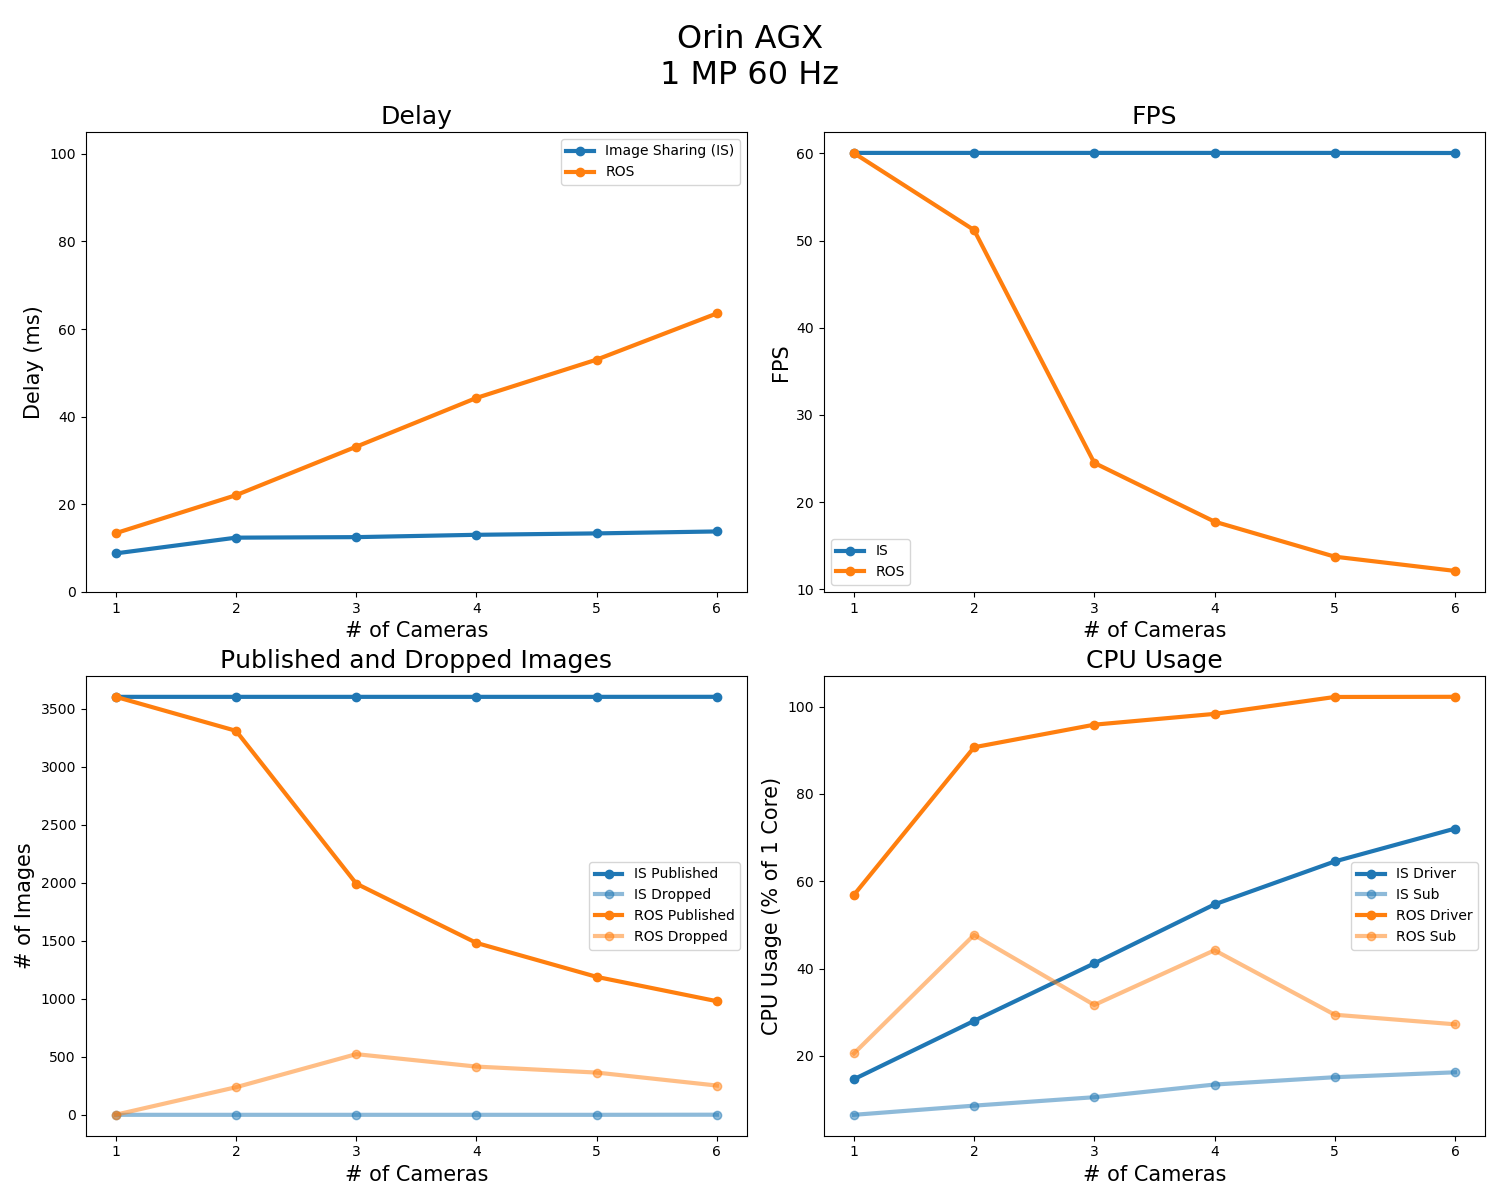 Orin AGX
1 MP 60 Hz
Delay
Delay (ms)
100
80
60
40
20
0
Image Sharing (IS)
ROS
1 2 3 4 5 6
# of Cameras
FPS
FPS
60
50
40
30
20
10
IS
ROS
1 2 3 4 5 6
# of Cameras
Published and Dropped Images
# of Images
3500
3000
2500
2000
1500
1000
500
0
IS Published
IS Dropped
ROS Published
ROS Dropped
1 2 3 4 5 6
# of Cameras
CPU Usage
CPU Usage (% of 1 Core)
100
80
60
40
20
IS Driver
IS Sub
ROS Driver
ROS Sub
1 2 3 4 5 6
# of Cameras